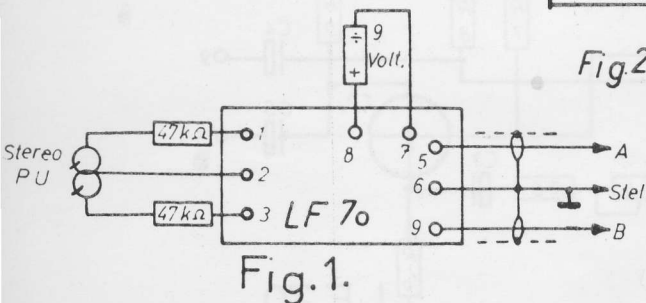 ÷ 9
+ Volt.
Fig.2
Stereo
PU
47kΩ
47kΩ
1
2
3
8
7
5
6
9
LF 70
A
Stel
B
Fig.1.